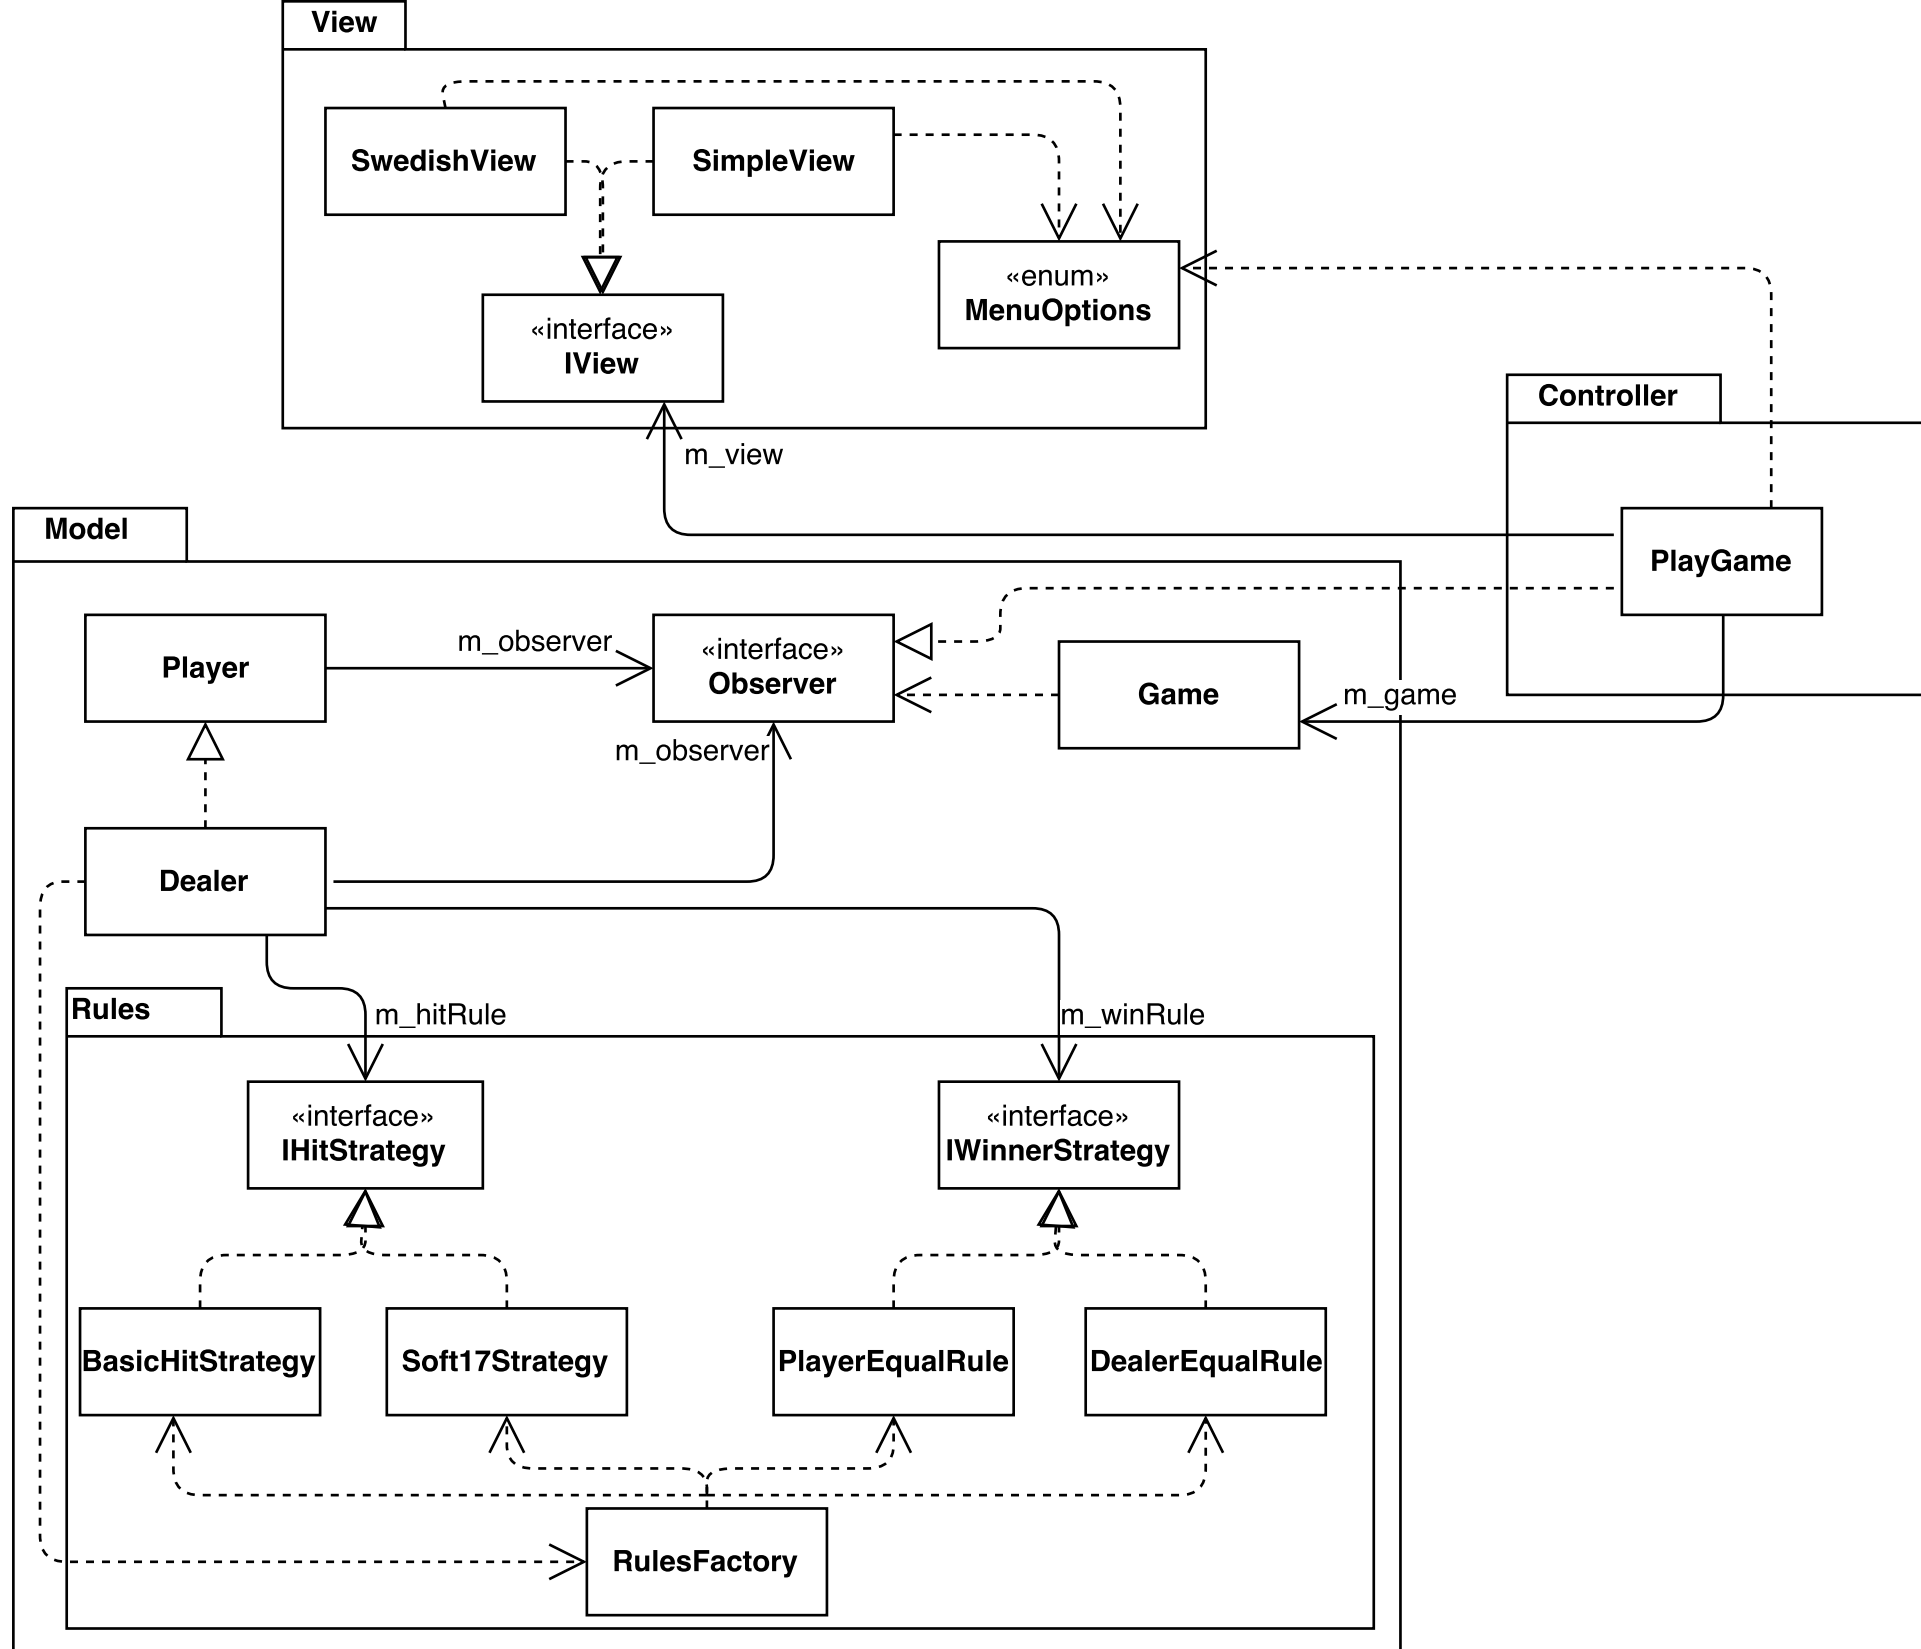 View
SwedishView
SimpleView
«enum»
MenuOptions
«interface»
IView
Controller
m_view
Model
PlayGame
Player
m_observer
«interface»
Observer
Game
m_game
m_observer
Dealer
Rules
m_hitRule
m_winRule
«interface»
IHitStrategy
«interface»
IWinnerStrategy
BasicHitStrategy
Soft17Strategy
PlayerEqualRule
DealerEqualRule
RulesFactory